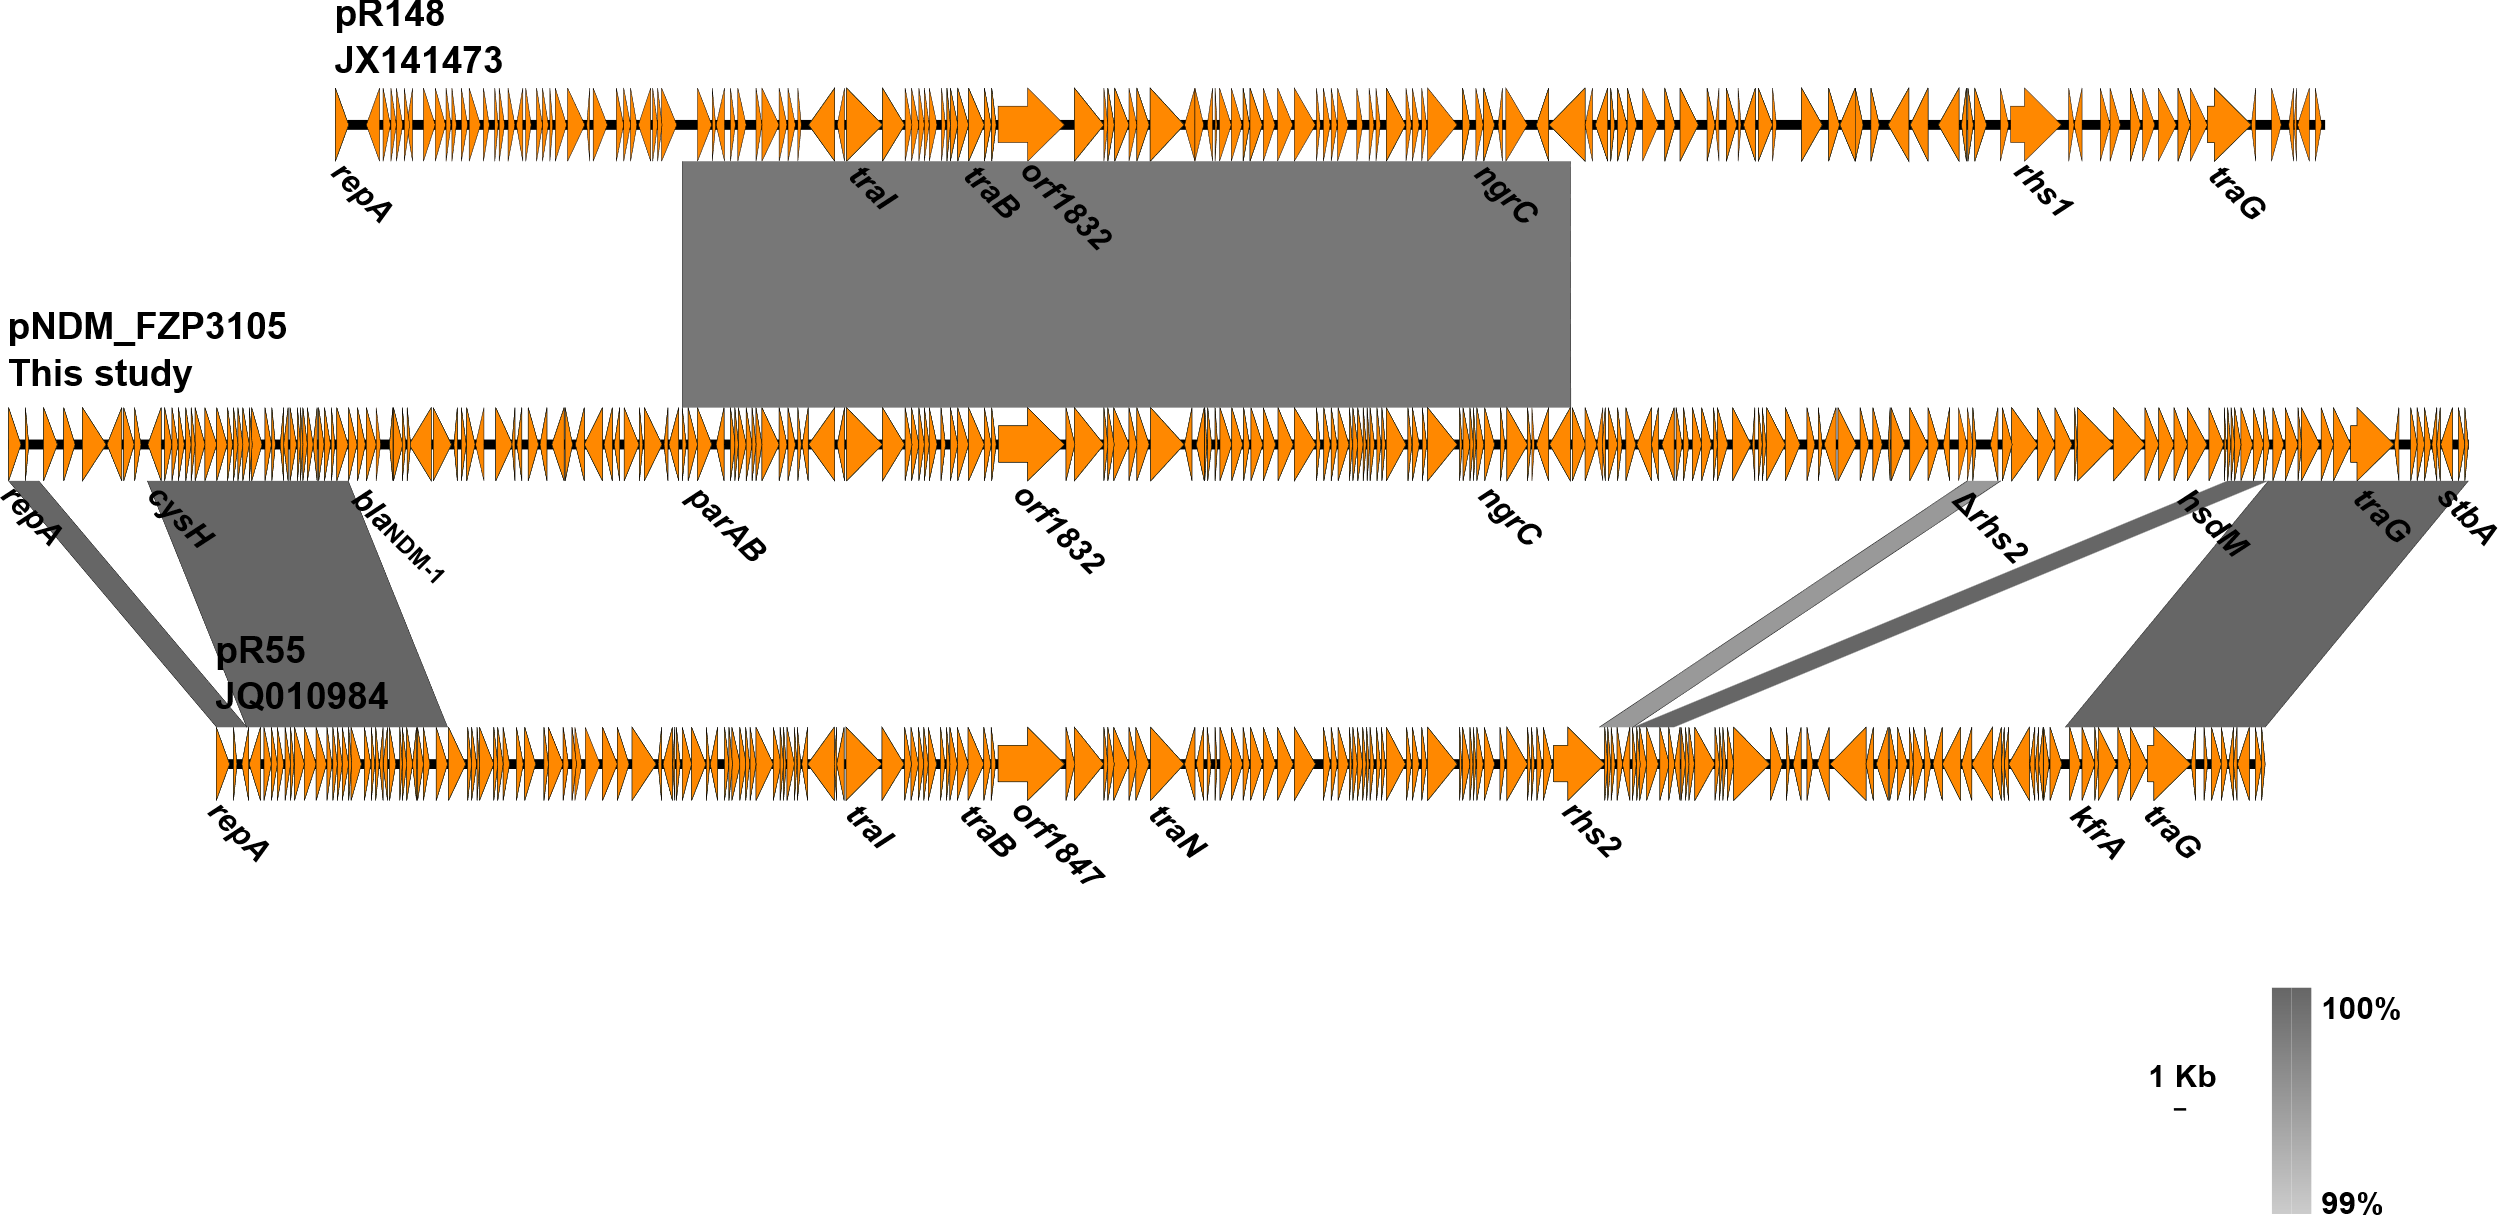 pR148
JX141473
repA traI traB orf1832 ngrC rhs1 traG
pNDM_FZP3105
This study
repA cysH blaNDM-1 parAB orf1832 ngrC Δrhs2 hsdM traG stbA
pR55
JQ010984
repA traI traB orf1847 traN rhs2 kfrA traG
100%
1 Kb
99%